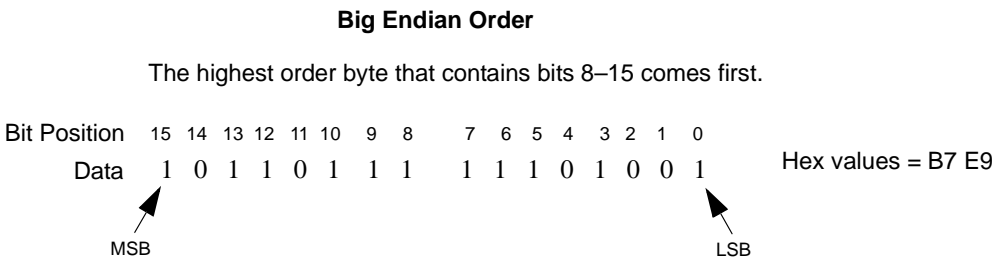 Big Endian Order
The highest order byte that contains bits 8–15 comes first.
Bit Position 15 14 13 12 11 10 9 8 7 6 5 4 3 2 1 0
Data 1 0 1 1 0 1 1 1 1 1 1 0 1 0 0 1 Hex values = B7 E9
MSB LSB